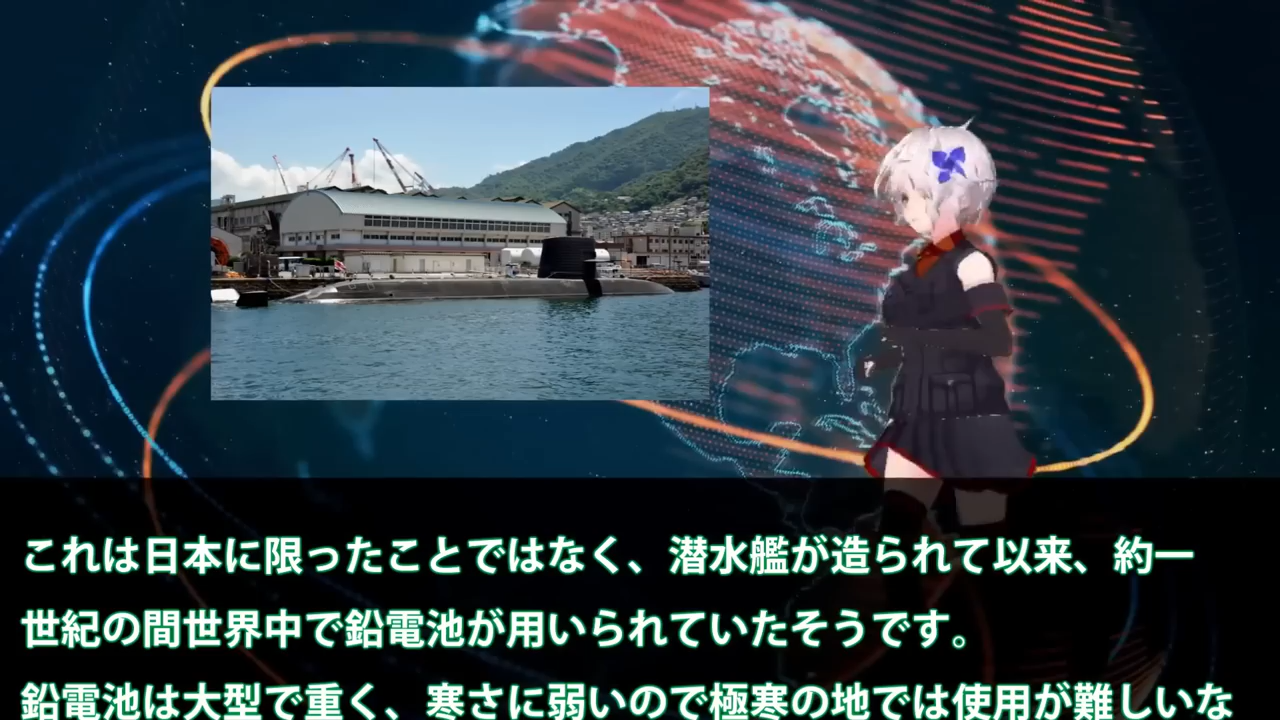 これは日本に限ったことではなく、潜水艦が造られて以来、約一
世紀の間世界中で鉛電池が用いられていたそうです。
鉛電池は大型で重く、寒さに弱いので極寒の地では使用が難しいな